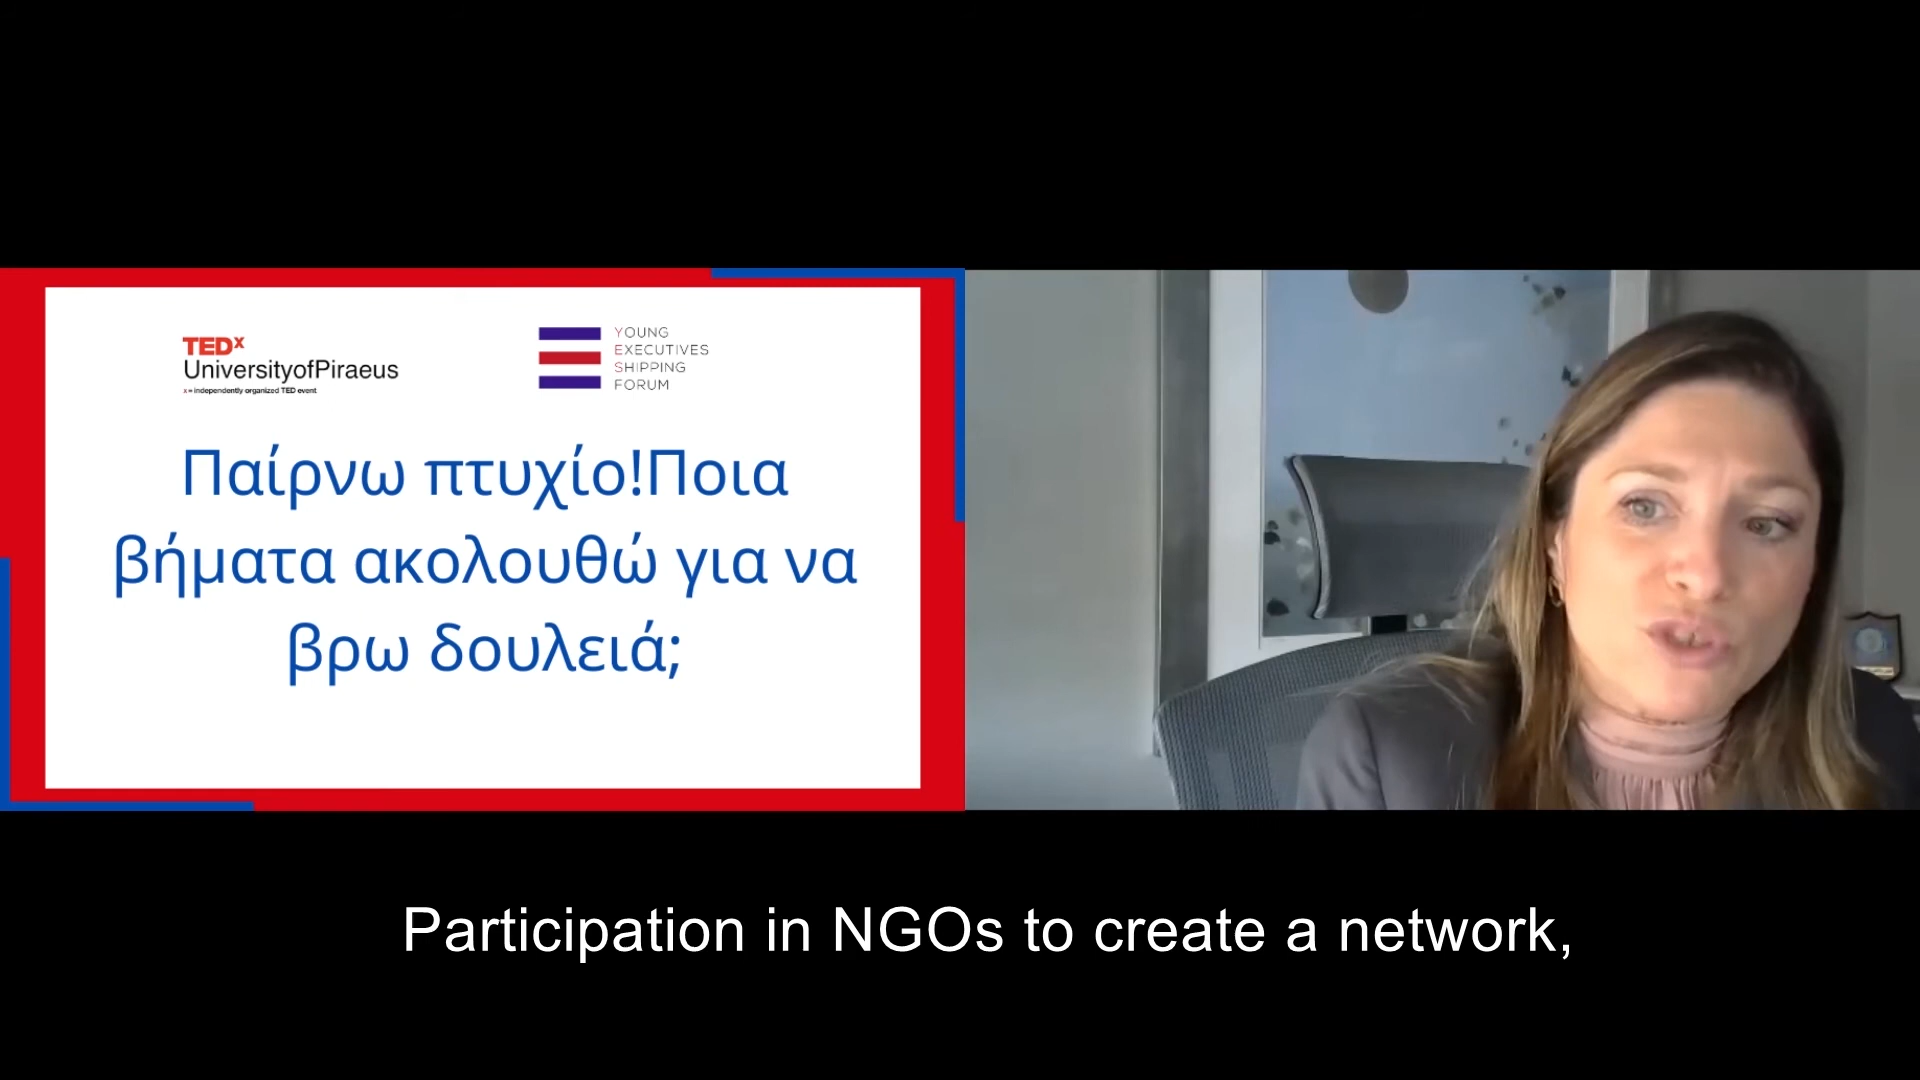 TEDx
UniversityofPiraeus
x = independently organized TED event
YOUNG
EXECUTIVES
SHIPPING
FORUM
Παίρνω πτυχίο!Ποια
βήματα ακολουθώ για να
βρω δουλειά;
Participation in NGOs to create a network,